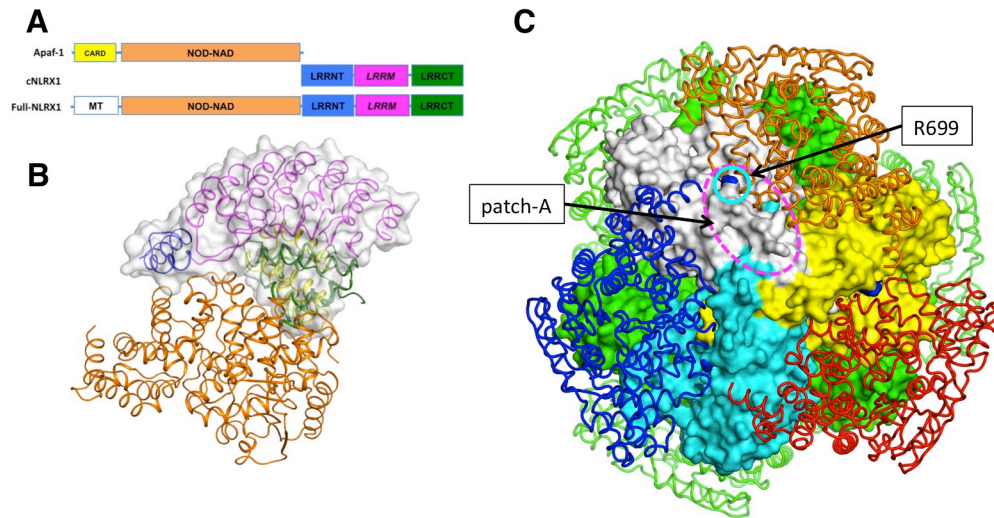 A
Apaf-1 CARD NOD-NAD
cNLRX1 LRRNT LRRM LRRCT
Full-NLRX1 MT NOD-NAD LRRNT LRRM LRRCT
B
C
R699
patch-A